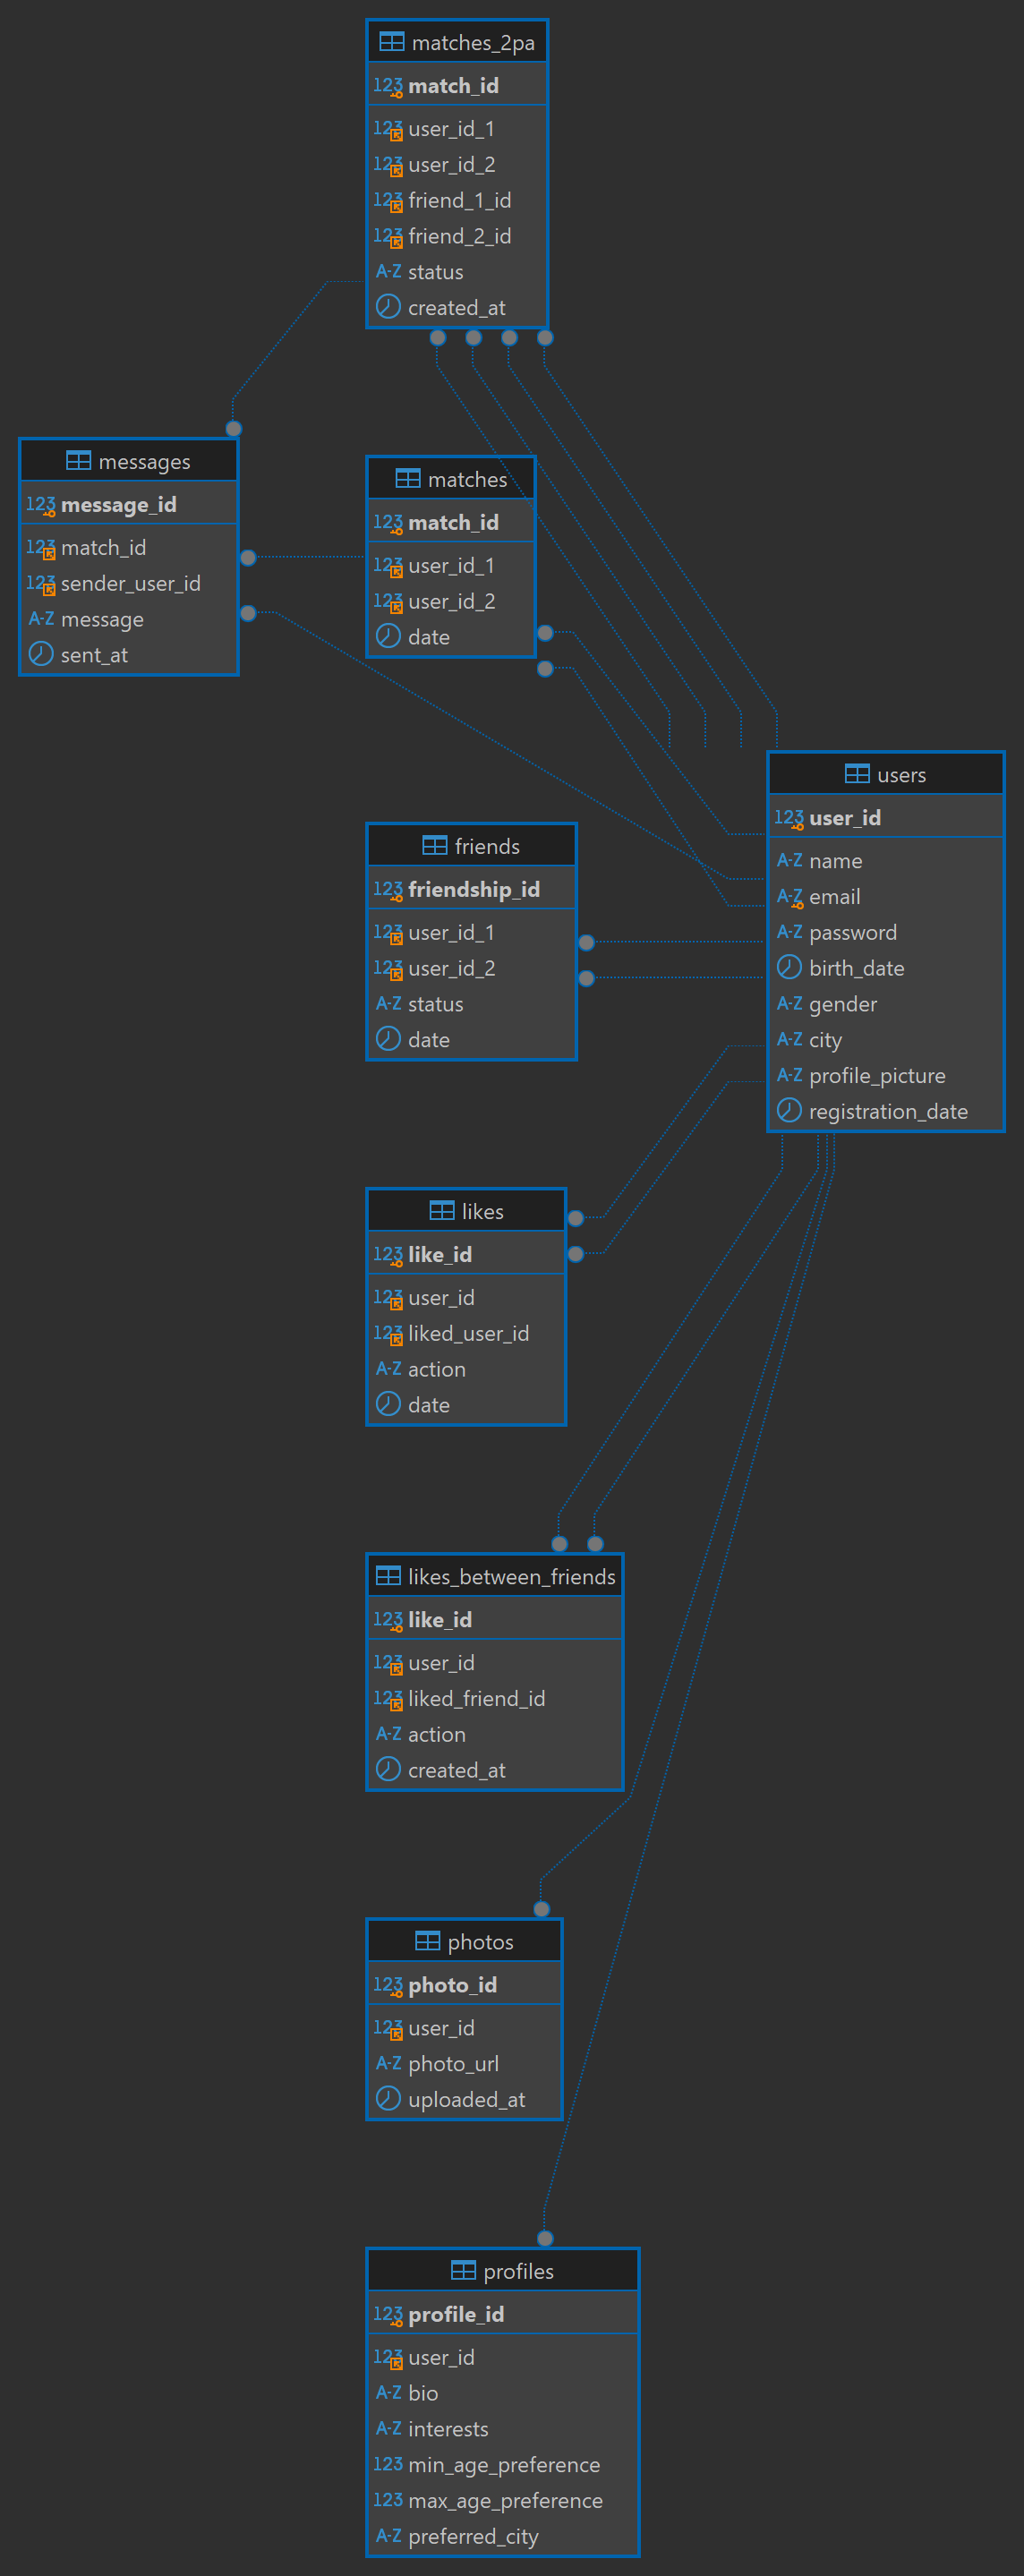 matches_2pa
123 match_id
123 user_id_1
123 user_id_2
123 friend_1_id
123 friend_2_id
A-Z status
created_at
messages
123 message_id
123 match_id
123 sender_user_id
A-Z message
sent_at
matches
123 match_id
123 user_id_1
123 user_id_2
date
users
123 user_id
A-Z name
A-Z email
A-Z password
birth_date
A-Z gender
A-Z city
A-Z profile_picture
registration_date
friends
123 friendship_id
123 user_id_1
123 user_id_2
A-Z status
date
likes
123 like_id
123 user_id
123 liked_user_id
A-Z action
date
likes_between_friends
123 like_id
123 user_id
123 liked_friend_id
A-Z action
created_at
photos
123 photo_id
123 user_id
A-Z photo_url
uploaded_at
profiles
123 profile_id
123 user_id
A-Z bio
A-Z interests
123 min_age_preference
123 max_age_preference
A-Z preferred_city